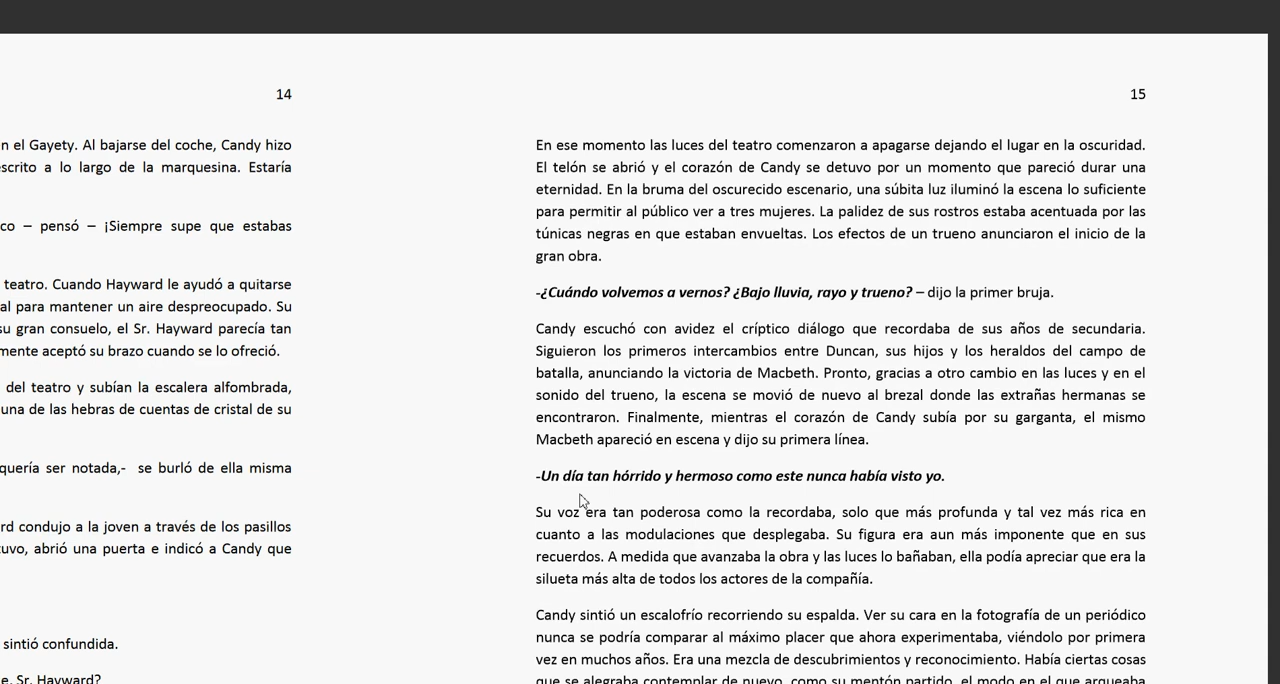 14
n el Gayety. Al bajarse del coche, Candy hizo
escrito a lo largo de la marquesina. Estaría
co – pensó – ¡Siempre supe que estabas
teatro. Cuando Hayward le ayudó a quitarse
al para mantener un aire despreocupado. Su
su gran consuelo, el Sr. Hayward parecía tan
mente aceptó su brazo cuando se lo ofreció.
del teatro y subían la escalera alfombrada,
una de las hebras de cuentas de cristal de su
quería ser notada,- se burló de ella misma
rd condujo a la joven a través de los pasillos
tuvo, abrió una puerta e indicó a Candy que
sintió confundida.
e, Sr. Hayward?
15
En ese momento las luces del teatro comenzaron a apagarse dejando el lugar en la oscuridad.
El telón se abrió y el corazón de Candy se detuvo por un momento que pareció durar una
eternidad. En la bruma del oscurecido escenario, una súbita luz iluminó la escena lo suficiente
para permitir al público ver a tres mujeres. La palidez de sus rostros estaba acentuada por las
túnicas negras en que estaban envueltas. Los efectos de un trueno anunciaron el inicio de la
gran obra.
-¿Cuándo volvemos a vernos? ¿Bajo lluvia, rayo y trueno? – dijo la primer bruja.
Candy escuchó con avidez el críptico diálogo que recordaba de sus años de secundaria.
Siguieron los primeros intercambios entre Duncan, sus hijos y los heraldos del campo de
batalla, anunciando la victoria de Macbeth. Pronto, gracias a otro cambio en las luces y en el
sonido del trueno, la escena se movió de nuevo al brezal donde las extrañas hermanas se
encontraron. Finalmente, mientras el corazón de Candy subía por su garganta, el mismo
Macbeth apareció en escena y dijo su primera línea.
-Un día tan hórrido y hermoso como este nunca había visto yo.
Su voz era tan poderosa como la recordaba, solo que más profunda y tal vez más rica en
cuanto a las modulaciones que desplegaba. Su figura era aun más imponente que en sus
recuerdos. A medida que avanzaba la obra y las luces lo bañaban, ella podía apreciar que era la
silueta más alta de todos los actores de la compañía.
Candy sintió un escalofrío recorriendo su espalda. Ver su cara en la fotografía de un periódico
nunca se podría comparar al máximo placer que ahora experimentaba, viéndolo por primera
vez en muchos años. Era una mezcla de descubrimientos y reconocimiento. Había ciertas cosas
que se alegraba contemplar de nuevo, como su mentón partido, el modo en el que arqueaba